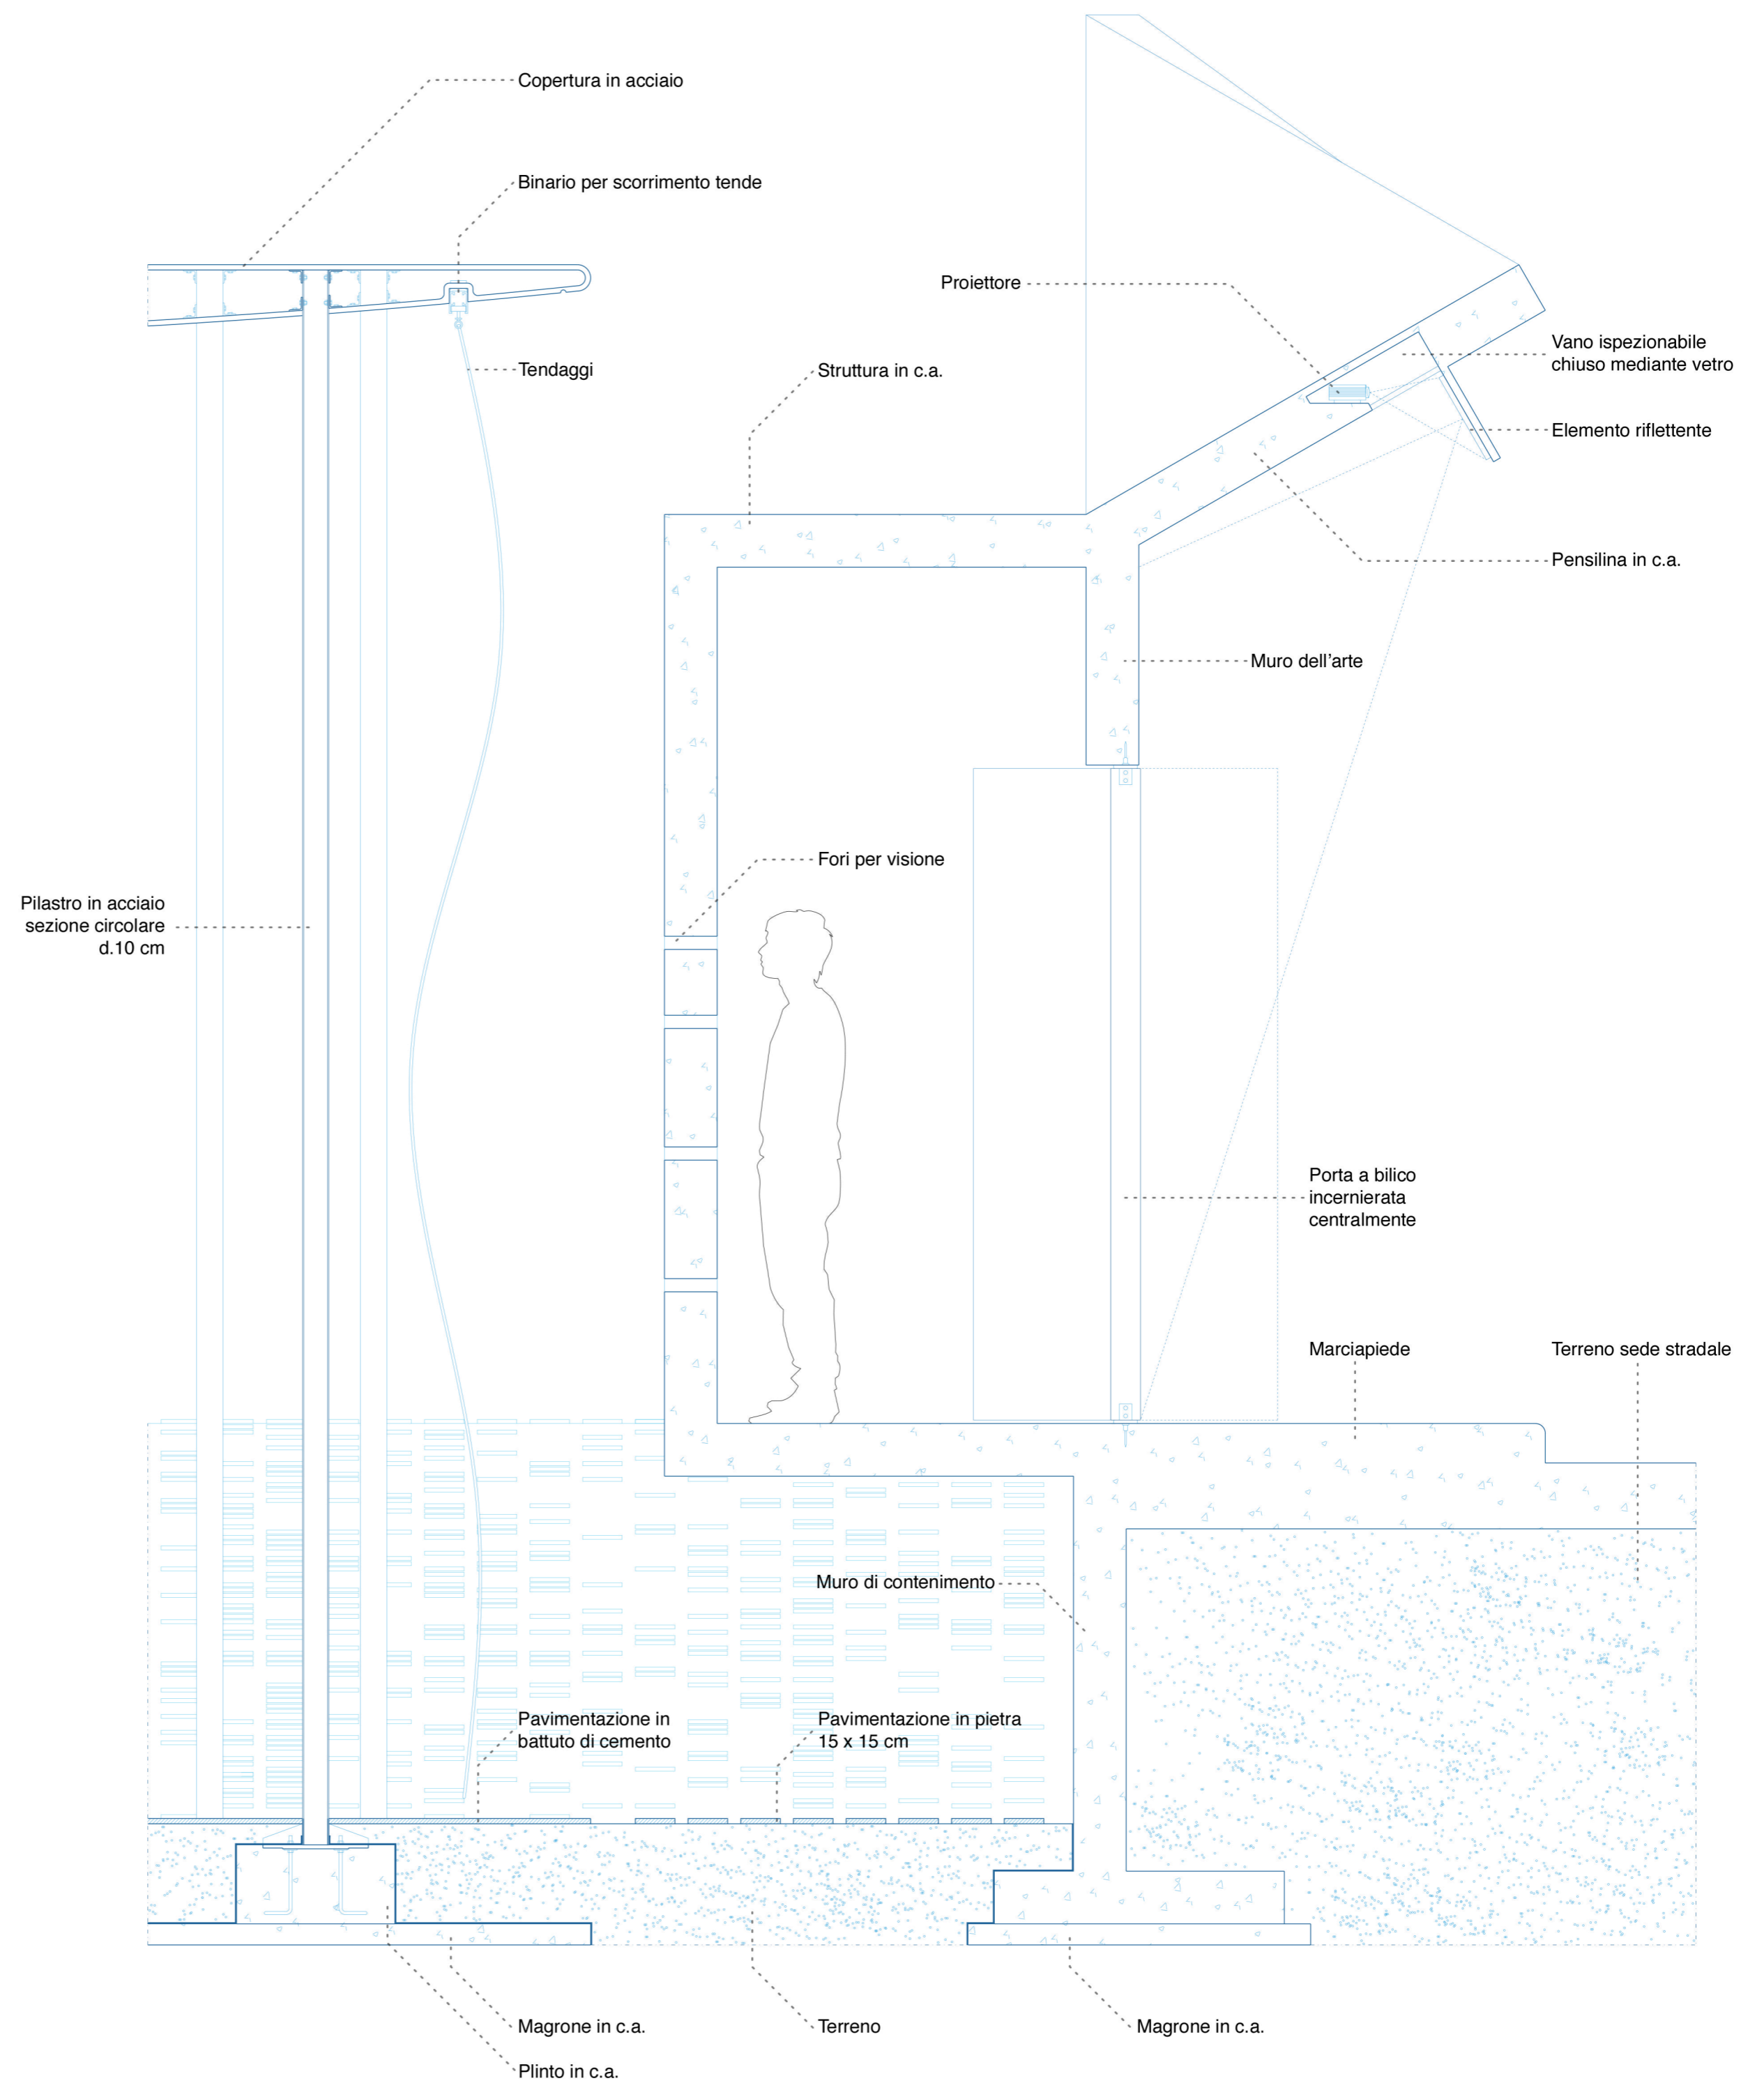 Copertura in acciaio
Binario per scorrimento tende
Proiettore
Vano ispezionabile
chiuso mediante vetro
Tendaggi
Struttura in c.a.
Elemento riflettente
Pensilina in c.a.
Muro dell'arte
Fori per visione
Pilastro in acciaio
sezione circolare
d.10 cm
Porta a bilico
incernierata
centralmente
Marciapiede
Terreno sede stradale
Muro di contenimento
Pavimentazione in
battuto di cemento
Pavimentazione in pietra
15 x 15 cm
Magrone in c.a.
Terreno
Magrone in c.a.
Plinto in c.a.